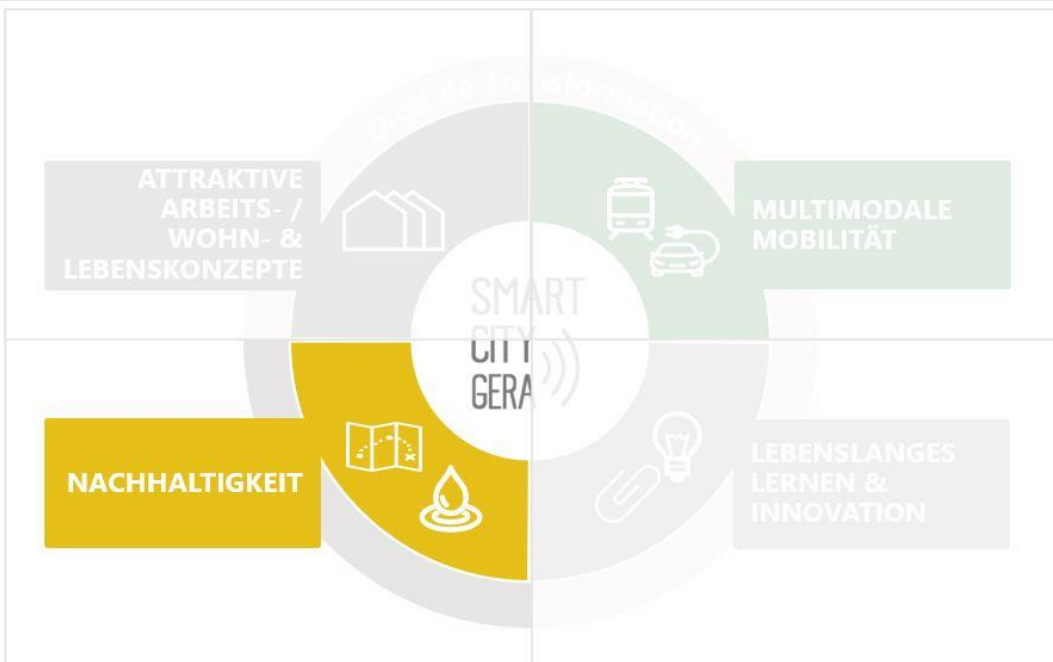 Digitale Transformation
ATTRAKTIVE
ARBEITS- /
WOHN- &
LEBENSKONZEPTE
MULTIMODALE
MOBILITÄT
SMART
CITY
GERA
NACHHALTIGKEIT
LEBENSLANGES
LERNEN &
INNOVATION